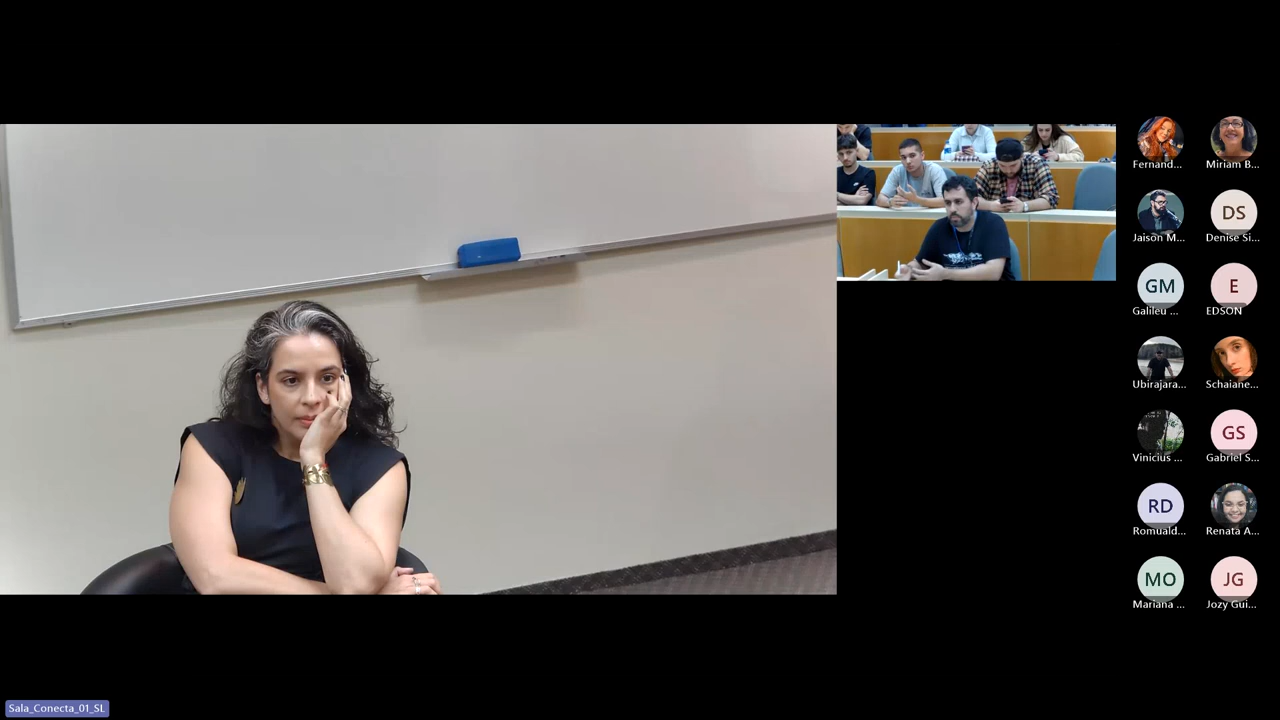 Fernand...
Miriam B...
Jaison M...
DS
Denise Si...
GM
Galileu ...
E
EDSON
Ubirajara...
Schaiane...
Vinicius ...
GS
Gabriel S...
RD
Romuald...
Renata A...
MO
Mariana ...
JG
Jozy Gui...
Sala_Conecta_01_SL